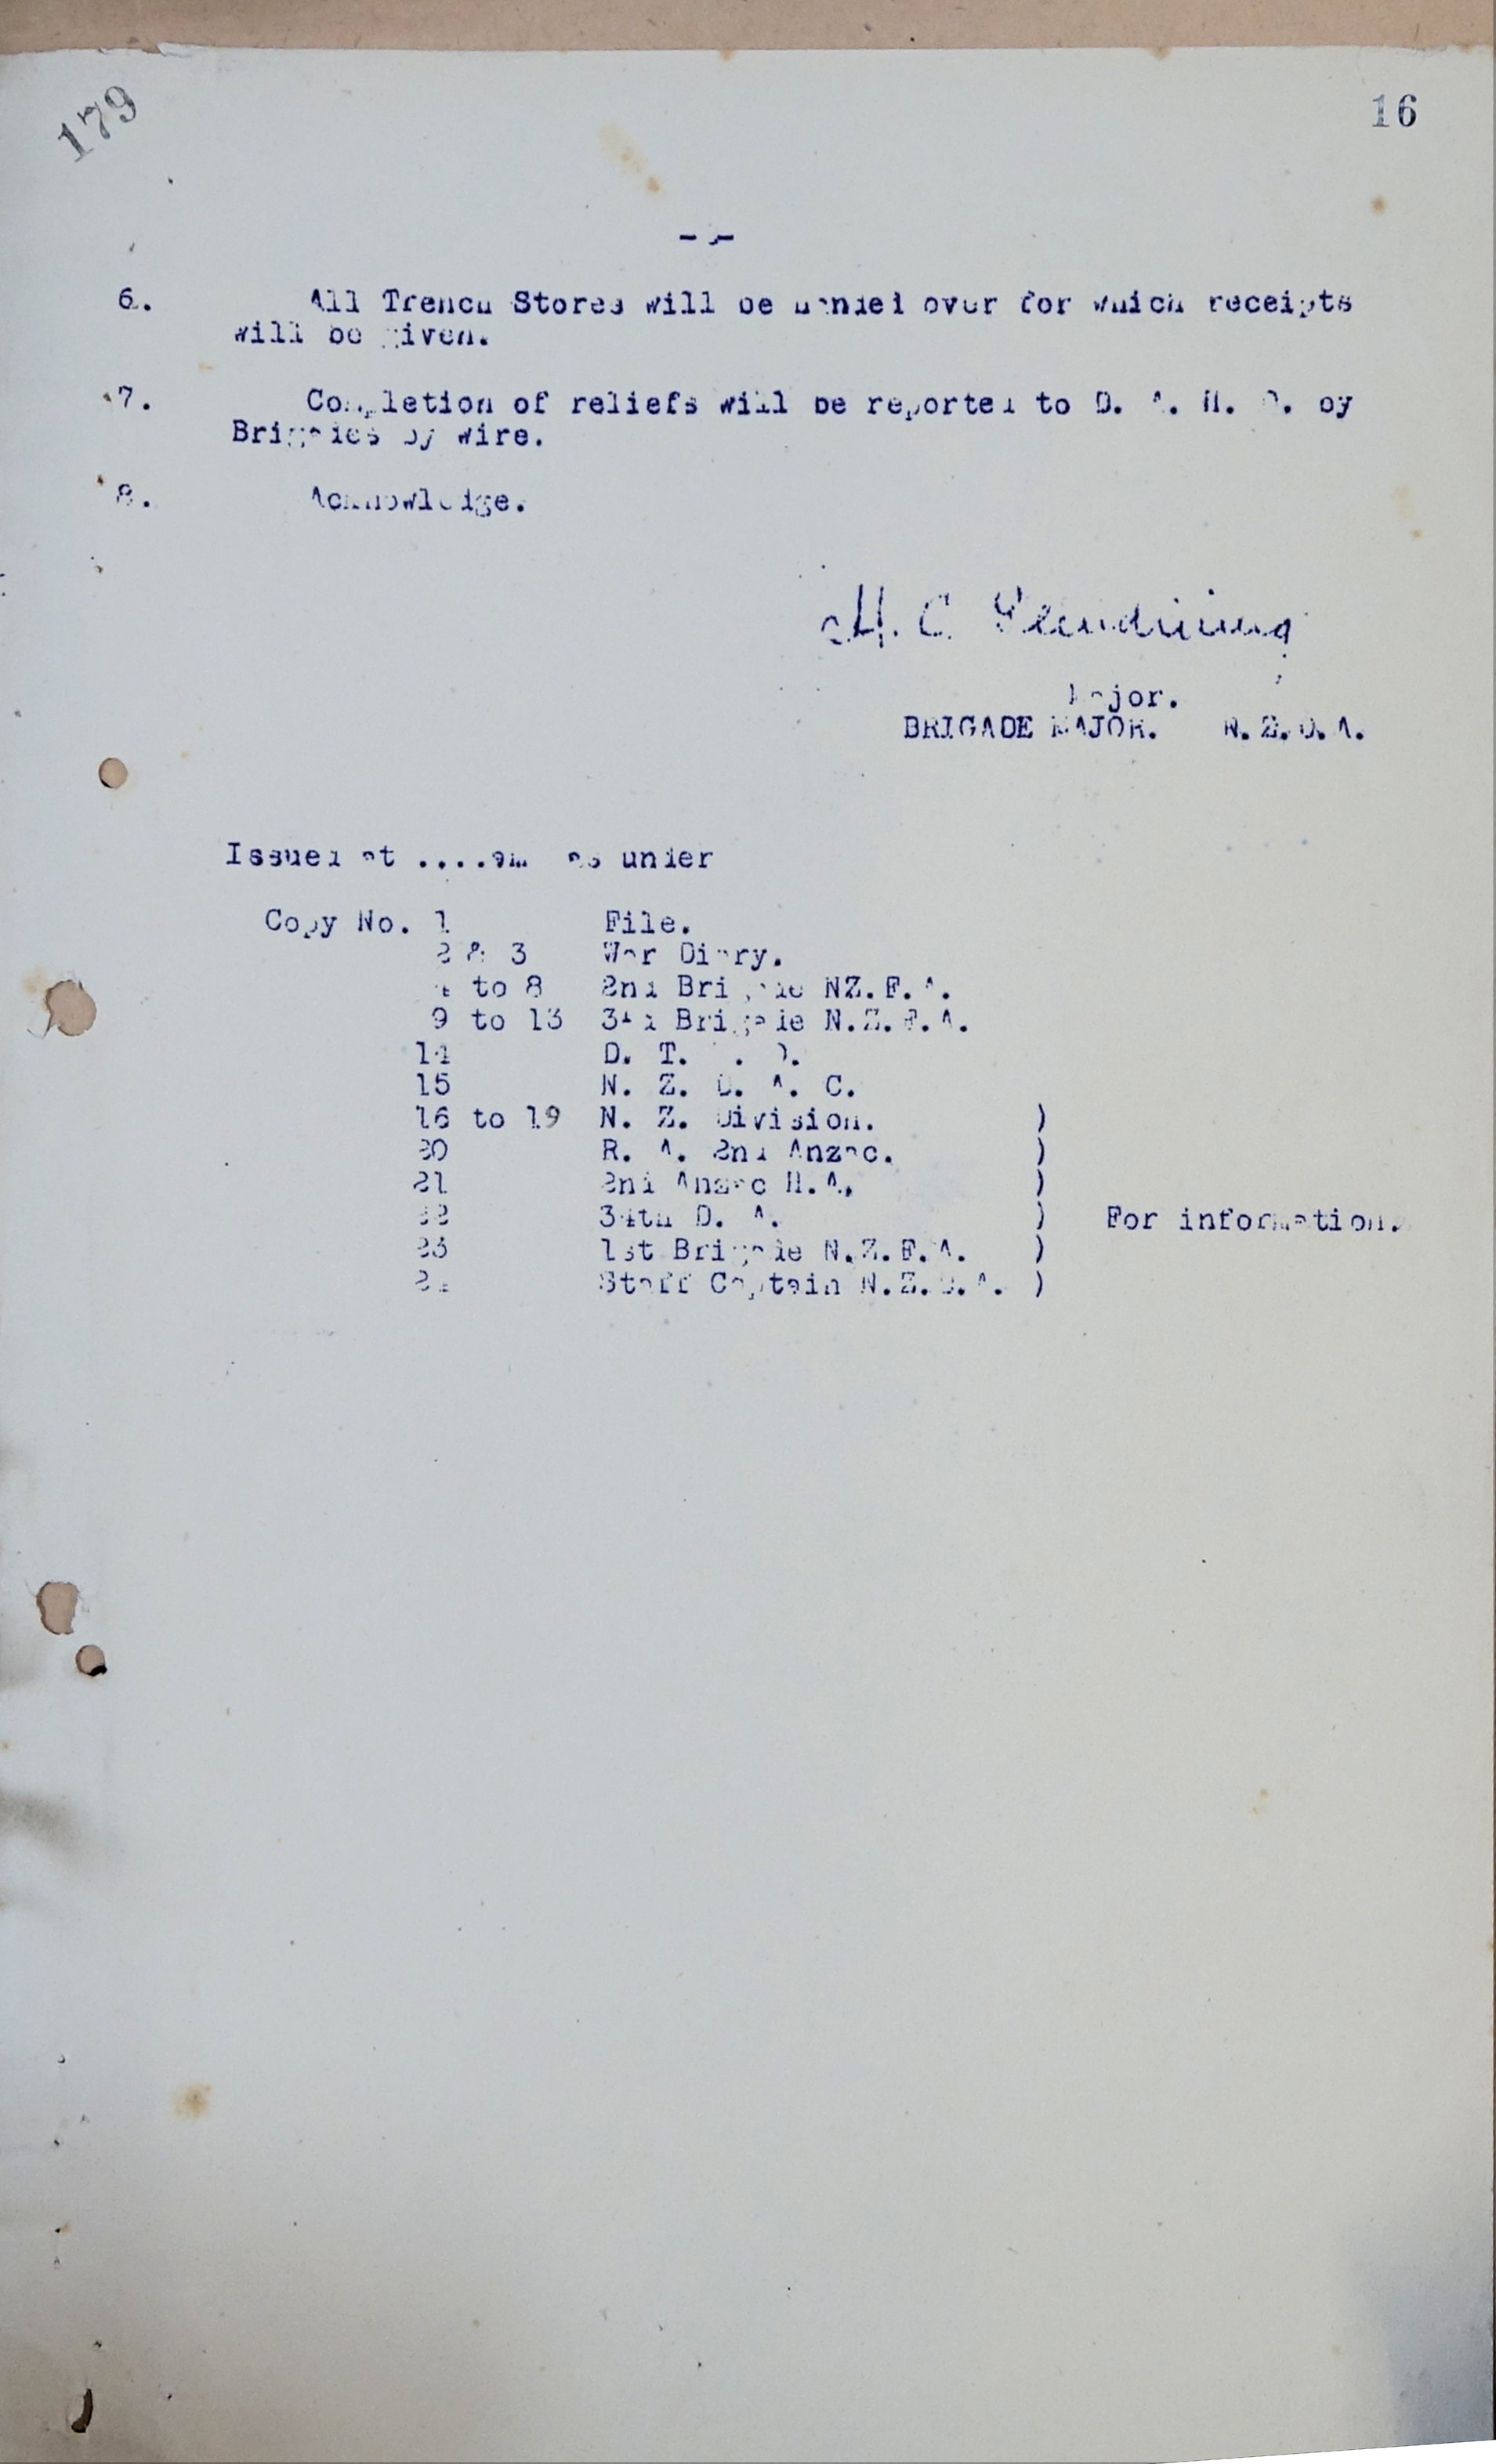 179
16
6. All Trench Stores will be handed over for which receipts
will be given.
7. Completion of reliefs will be reported to D. A. H. Q. by
Brigades by wire.
8. Acknowledge.
H. C. Glendining
Major.
BRIGADE MAJOR. N.Z.D.A.
Issued at ....am as under
Copy No. 1 File.
2 & 3 War Diary.
4 to 8 2nd Brigade NZ.F.A.
9 to 13 3rd Brigade N.Z.F.A.
14 D. T.
15 N. Z. D. A. C.
16 to 19 N. Z. Division. )
20 R. A. 2nd Anzac. )
21 2nd Anzac H.A. )
22 34th D. A. ) For information.
23 1st Brigade N.Z.F.A. )
24 Staff Captain N.Z.D.A. )